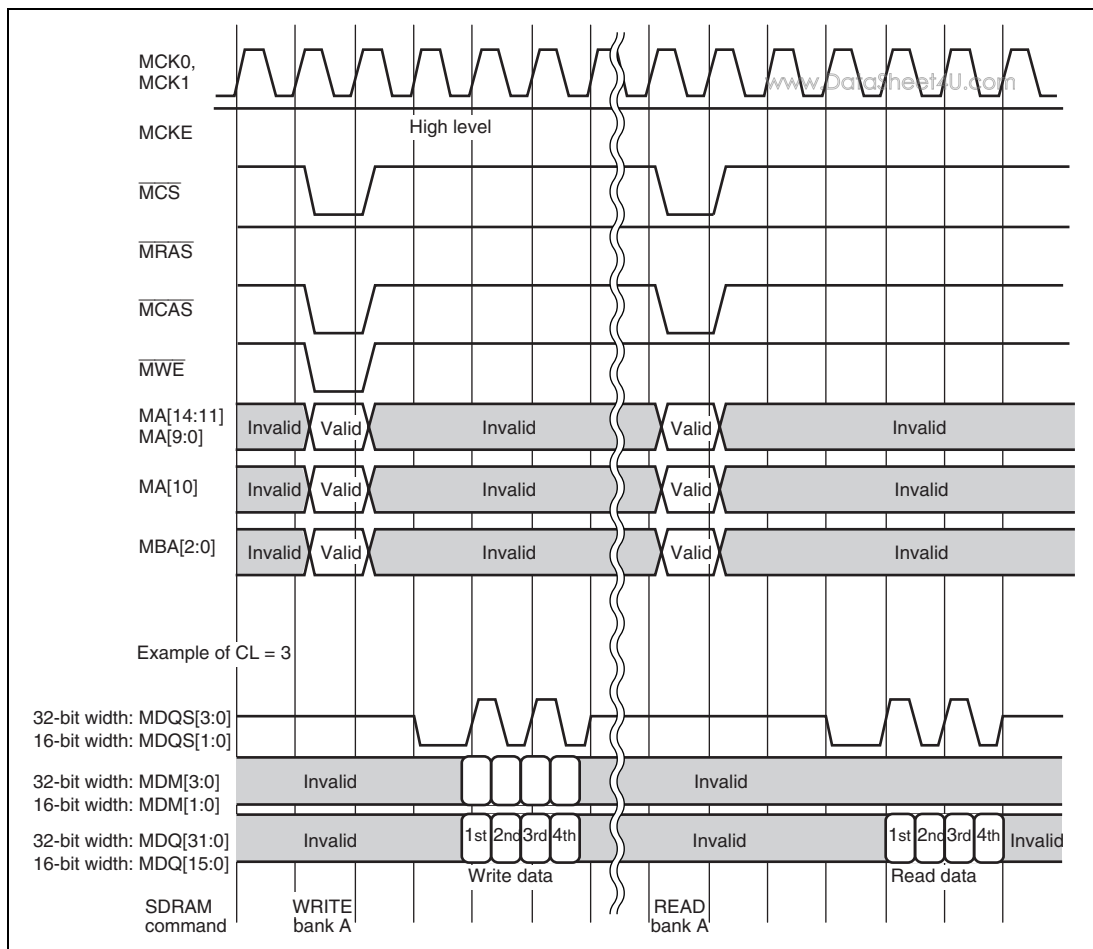 MCK0,
MCK1
www.DataSheet4U.com
High level
MCKE
MCS
MRAS
MCAS
MWE
MA[14:11]
MA[9:0]
Invalid Valid Invalid Valid Invalid
MA[10]
Invalid Valid Invalid Valid Invalid
MBA[2:0]
Invalid Valid Invalid Valid Invalid
Example of CL = 3
32-bit width: MDQS[3:0]
16-bit width: MDQS[1:0]
32-bit width: MDM[3:0]
16-bit width: MDM[1:0]
Invalid Invalid
32-bit width: MDQ[31:0]
16-bit width: MDQ[15:0]
Invalid 1st 2nd 3rd 4th Invalid 1st 2nd 3rd 4th Invalid
Write data Read data
SDRAM
command
WRITE
bank A
READ
bank A